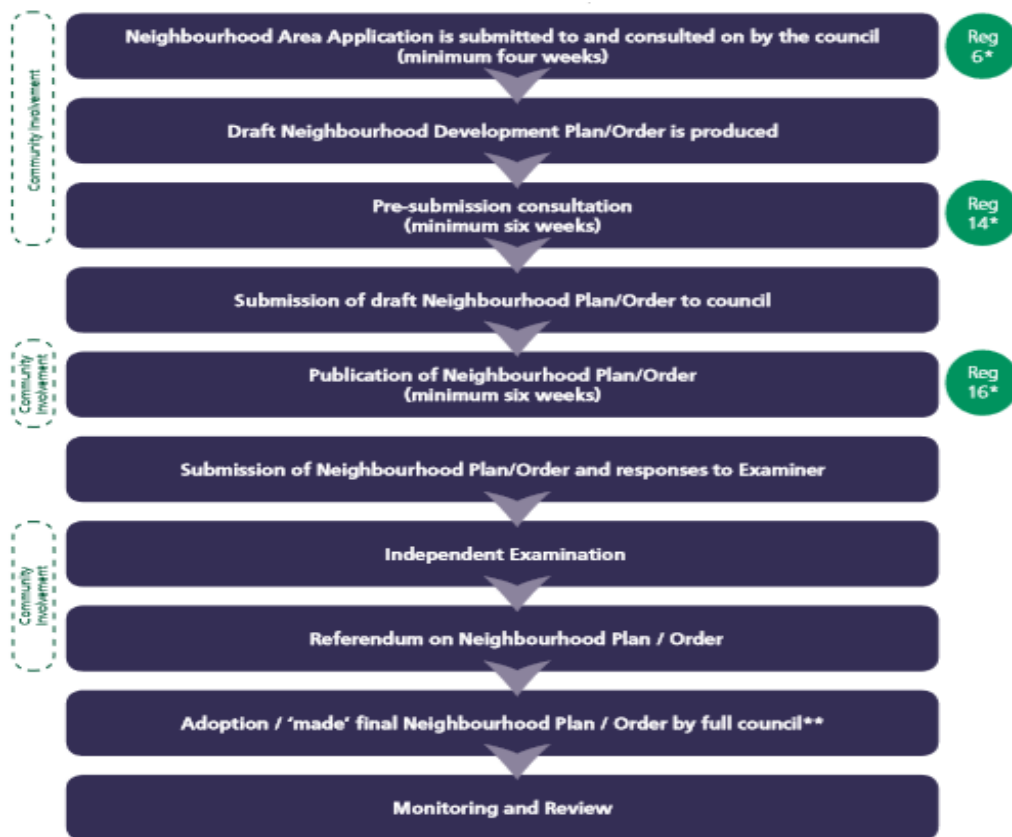 Neighbourhood Area Application is submitted to and consulted on by the council
(minimum four weeks)
Reg
6*
Community Involvement
Draft Neighbourhood Development Plan/Order is produced
Pre-submission consultation
(minimum six weeks)
Reg
14*
Submission of draft Neighbourhood Plan/Order to council
Community
Involvement
Publication of Neighbourhood Plan/Order
(minimum six weeks)
Reg
16*
Submission of Neighbourhood Plan/Order and responses to Examiner
Community
Involvement
Independent Examination
Referendum on Neighbourhood Plan / Order
Adoption / ‘made’ final Neighbourhood Plan / Order by full council**
Monitoring and Review